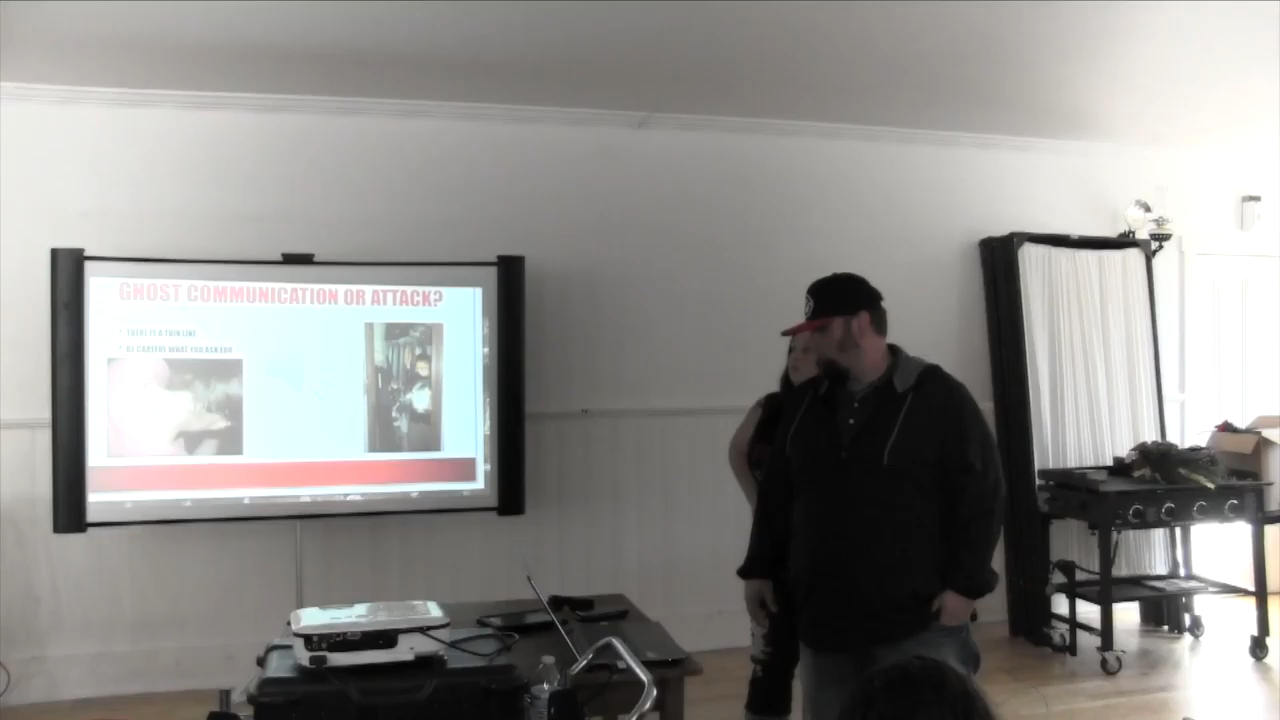 GHOST COMMUNICATION OR ATTACK?
* THERE IS A THIN LINE
* BE CAREFUL WHAT YOU ASK FOR